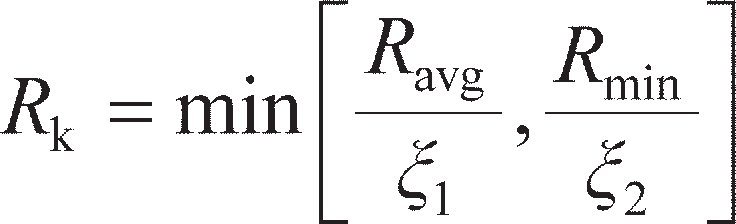 R_k = min[R_avg/ξ_1, R_min/ξ_2]